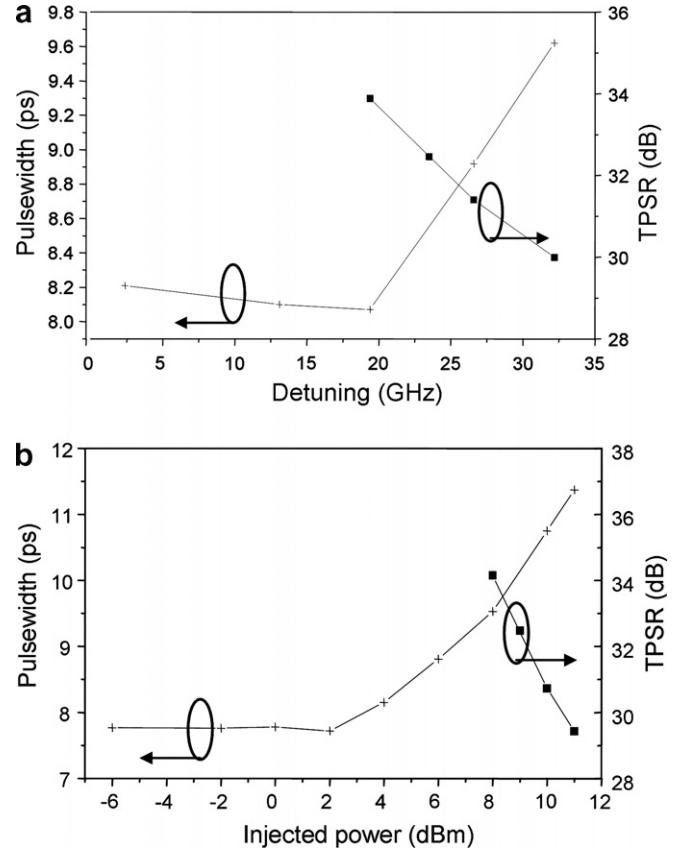 a
9.8
9.6
9.4
9.2
9.0
8.8
8.6
8.4
8.2
8.0
Pulsewidth (ps)
36
34
32
30
28
TPSR (dB)
0 5 10 15 20 25 30 35
Detuning (GHz)
b
12
11
10
9
8
7
Pulsewidth (ps)
38
36
34
32
30
28
TPSR (dB)
-6 -4 -2 0 2 4 6 8 10 12
Injected power (dBm)